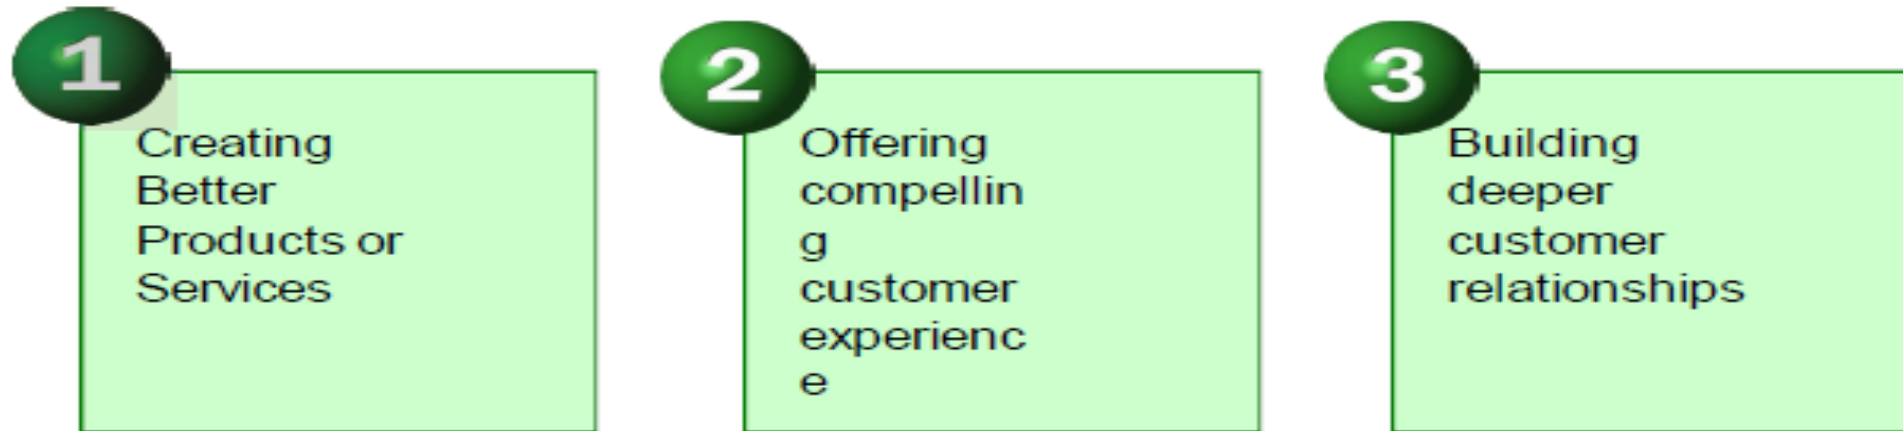 1
Creating
Better
Products or
Services
2
Offering
compellin
g
customer
experienc
e
3
Building
deeper
customer
relationships